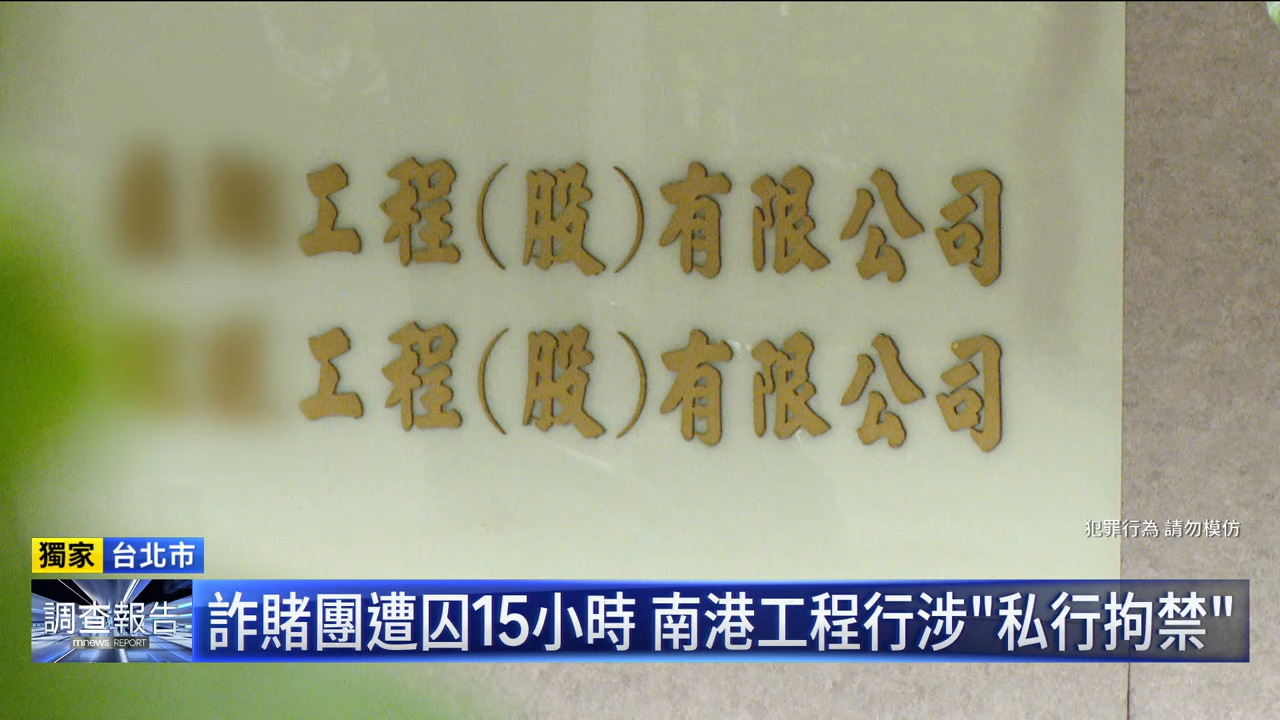 工程(股)有限公司
工程(股)有限公司
犯罪行為 請勿模仿
獨家 台北市
調查報告
mnews REPORT
詐賭團遭囚15小時 南港工程行涉"私行拘禁"